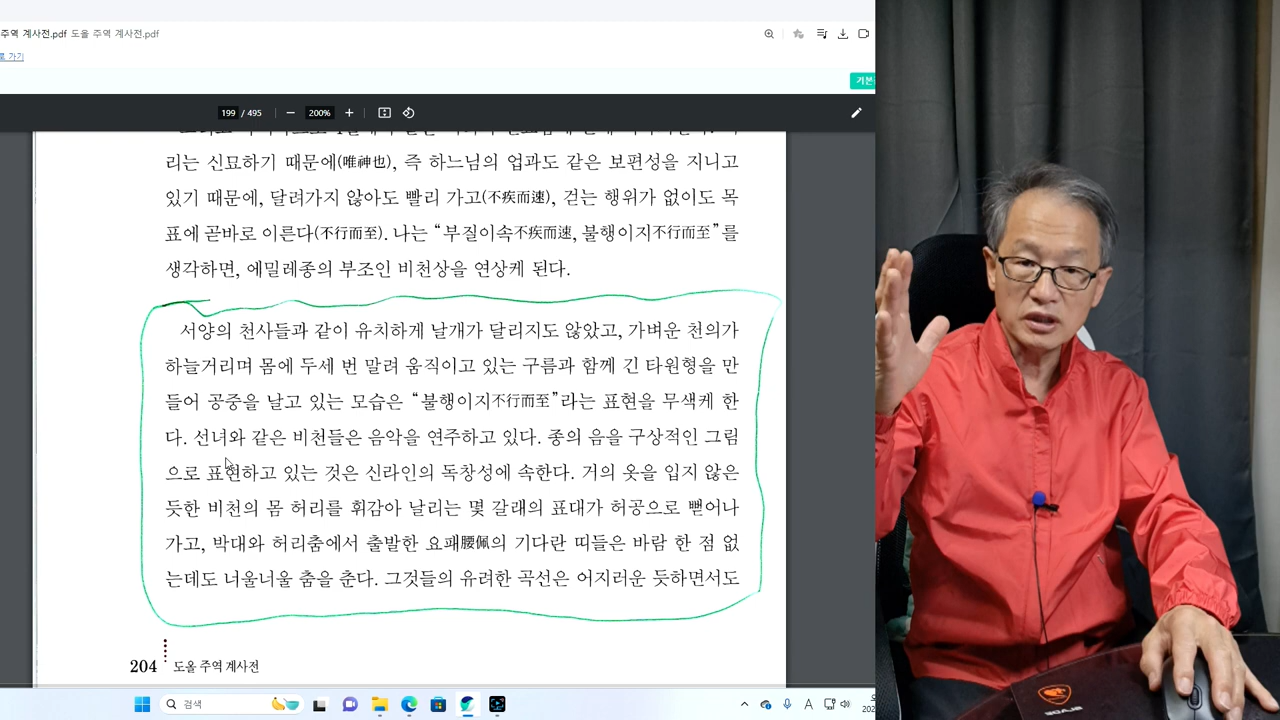 주역 계사전.pdf 도올 주역 계사전.pdf
로 가기
기본
199 / 495
200%
리는 신묘하기 때문에(唯神也), 즉 하느님의 업과도 같은 보편성을 지니고
있기 때문에, 달려가지 않아도 빨리 가고(不疾而速), 걷는 행위가 없이도 목
표에 곧바로 이른다(不行而至). 나는 “부질이속不疾而速, 불행이지不行而至”를
생각하면, 에밀레종의 부조인 비천상을 연상케 된다.
서양의 천사들과 같이 유치하게 날개가 달리지도 않았고, 가벼운 천의가
하늘거리며 몸에 두세 번 말려 움직이고 있는 구름과 함께 긴 타원형을 만
들어 공중을 날고 있는 모습은 “불행이지不行而至”라는 표현을 무색케 한
다. 선녀와 같은 비천들은 음악을 연주하고 있다. 종의 음을 구상적인 그림
으로 표현하고 있는 것은 신라인의 독창성에 속한다. 거의 옷을 입지 않은
듯한 비천의 몸 허리를 휘감아 날리는 몇 갈래의 표대가 허공으로 뻗어나
가고, 박대와 허리춤에서 출발한 요패腰佩의 기다란 띠들은 바람 한 점 없
는데도 너울너울 춤을 춘다. 그것들의 유려한 곡선은 어지러운 듯하면서도
204 도올 주역 계사전
검색
A